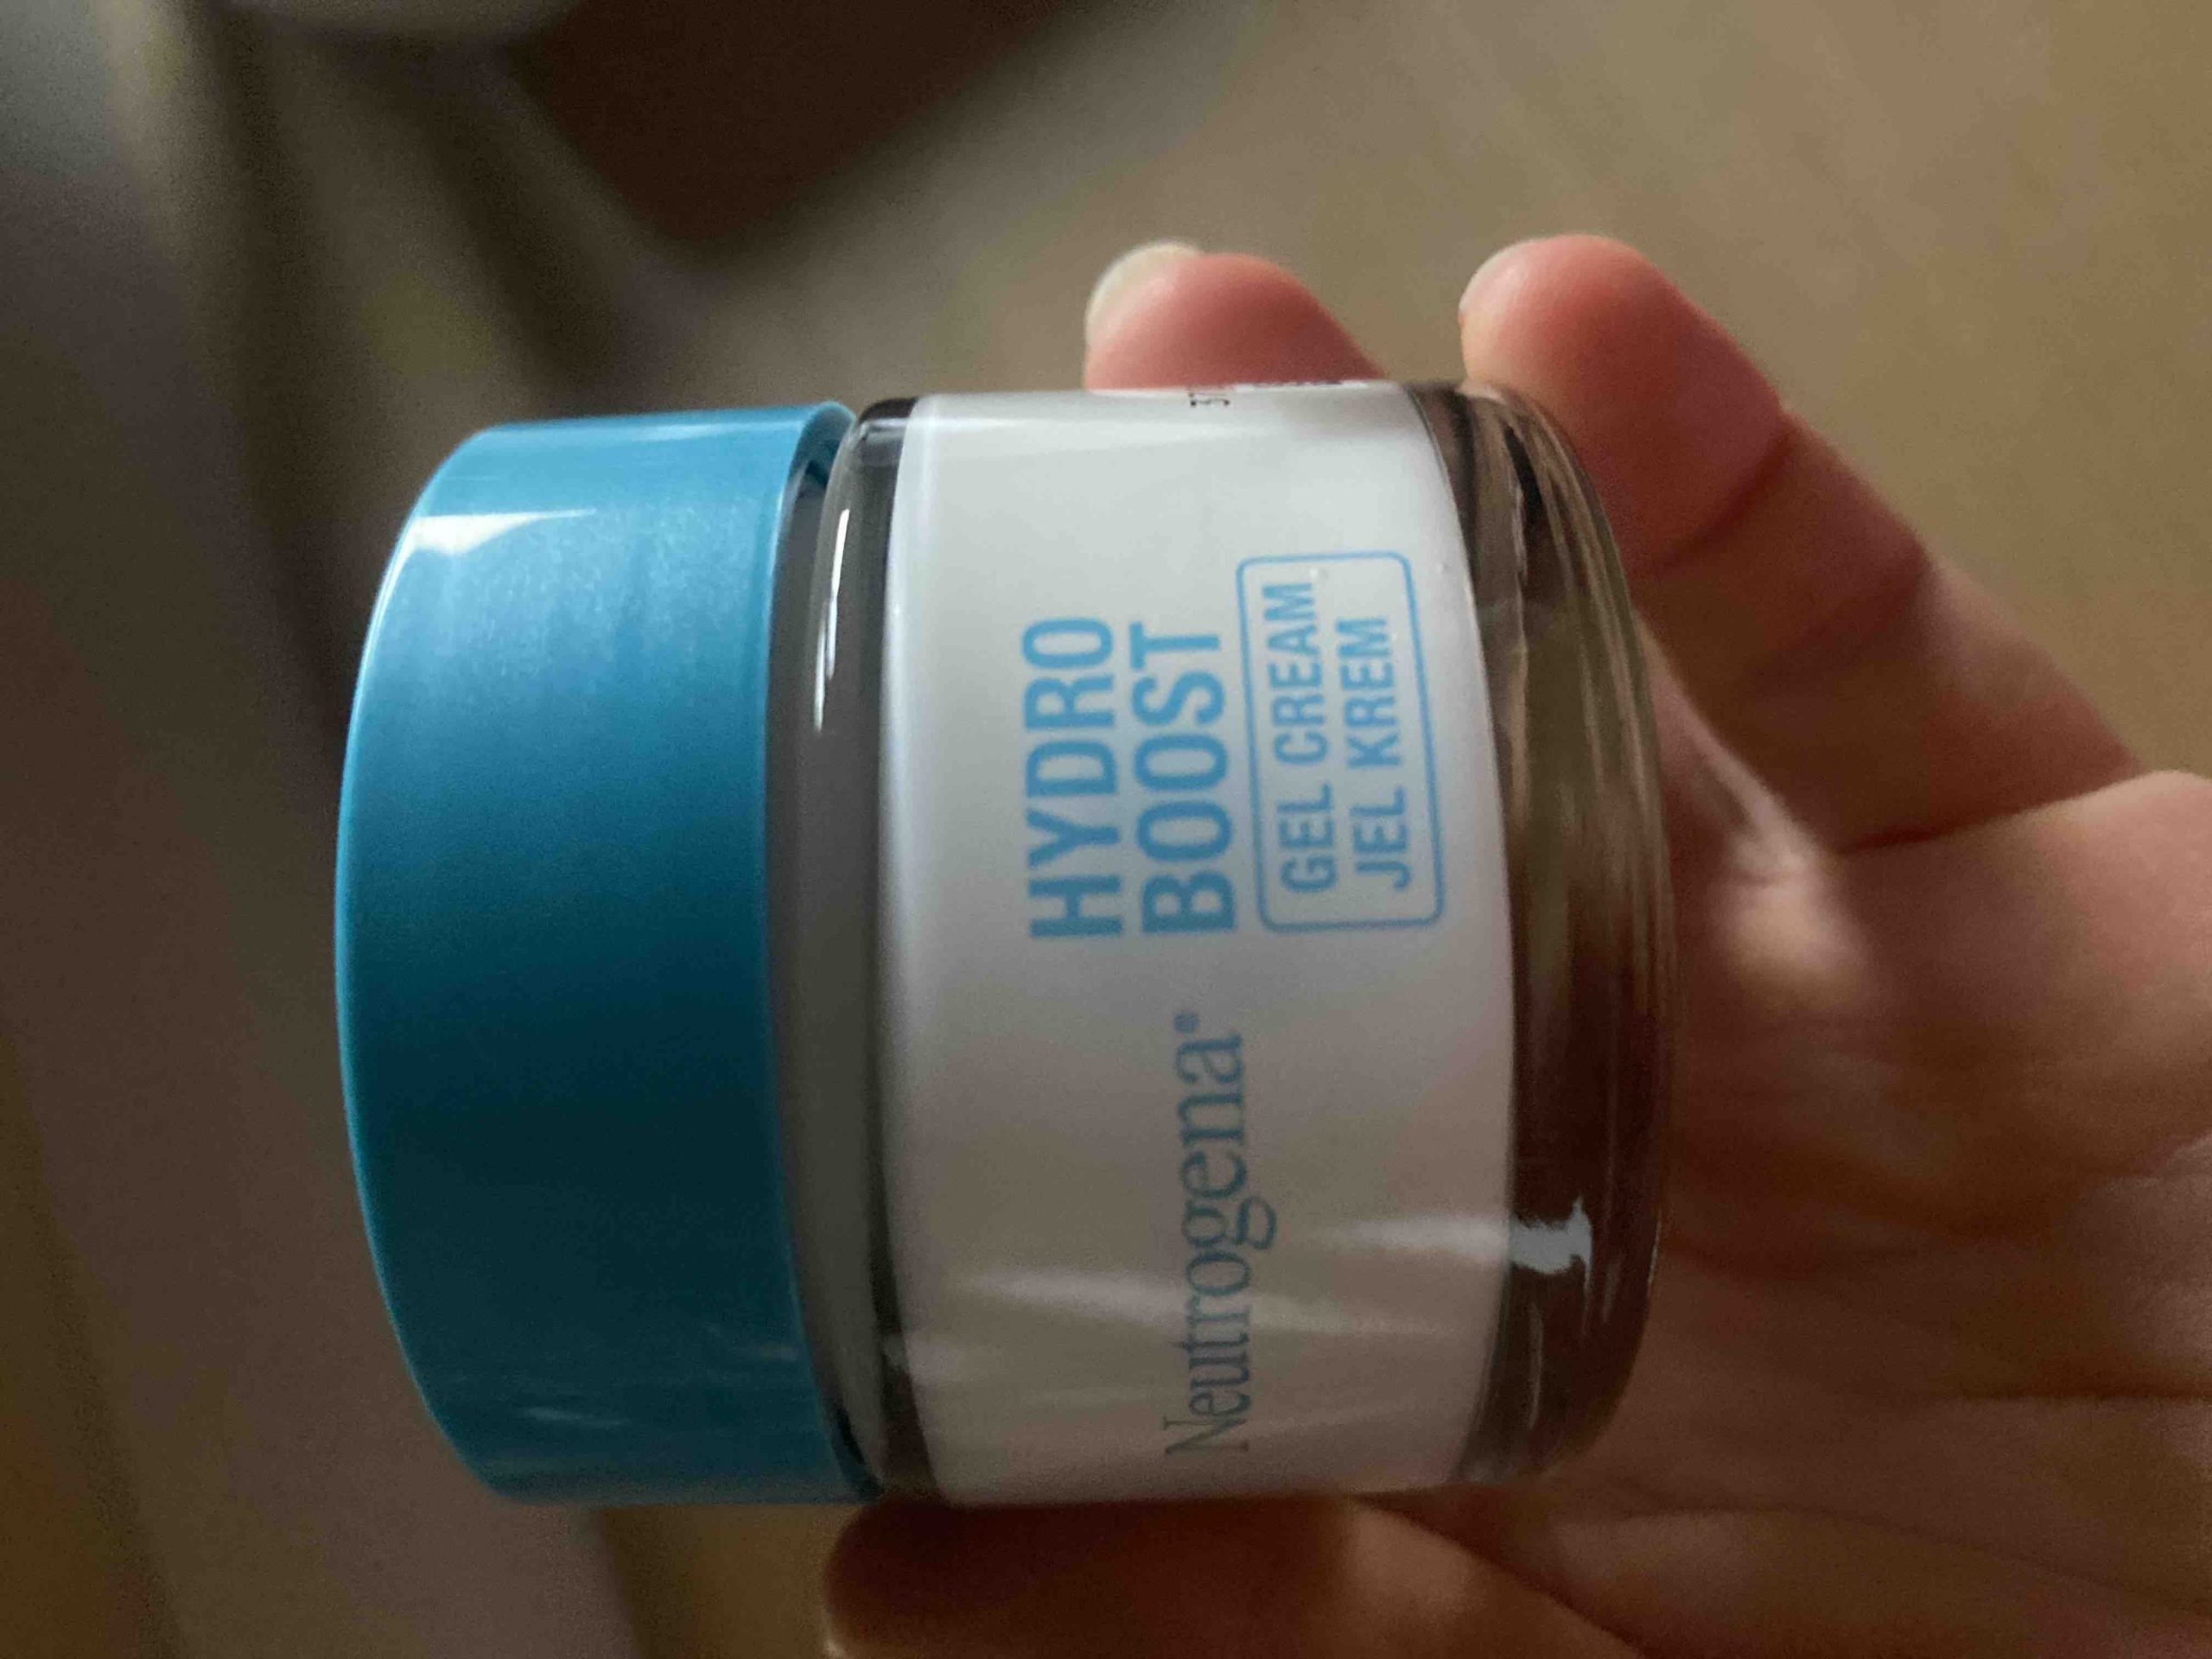 Neutrogena®
HYDRO
BOOST
GEL CREAM
JEL KREM